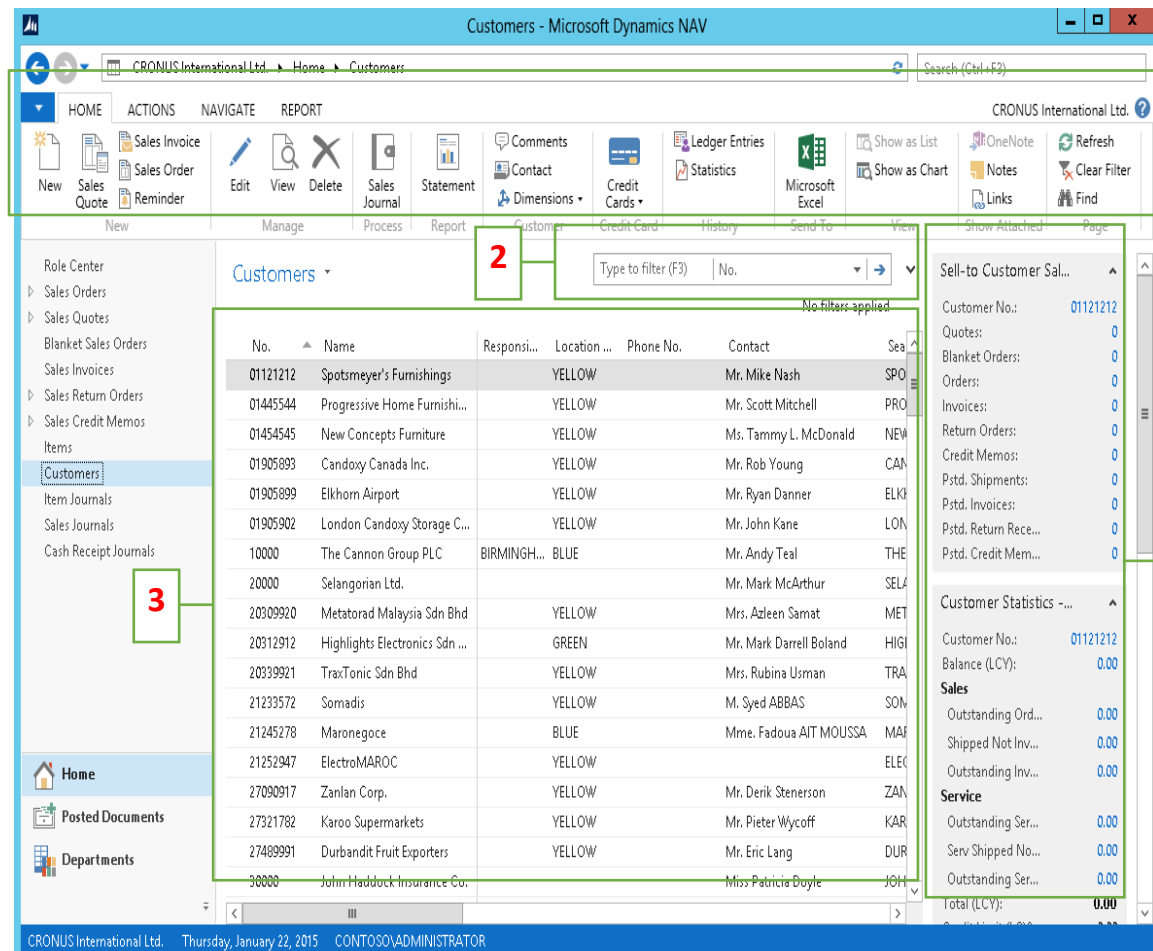 Customers - Microsoft Dynamics NAV
CRONUS International Ltd. ▸ Home ▸ Customers
Search (Ctrl+F3)
HOME ACTIONS NAVIGATE REPORT
CRONUS International Ltd.
New
Sales Quote
Sales Invoice
Sales Order
Reminder
New
Edit
View
Delete
Manage
Sales Journal
Process
Statement
Report
Comments
Contact
Dimensions
Customer
Credit Cards
Credit Card
Ledger Entries
Statistics
History
Microsoft Excel
Send To
Show as List
Show as Chart
View
OneNote
Notes
Links
Show Attached
Refresh
Clear Filter
Find
Page
Role Center
Sales Orders
Sales Quotes
Blanket Sales Orders
Sales Invoices
Sales Return Orders
Sales Credit Memos
Items
Customers
Item Journals
Sales Journals
Cash Receipt Journals
Home
Posted Documents
Departments
2
3
Customers
Type to filter (F3) No.
No filters applied
No. Name Responsi... Location ... Phone No. Contact Sea
01121212 Spotsmeyer's Furnishings YELLOW Mr. Mike Nash SPO
01445544 Progressive Home Furnishi... YELLOW Mr. Scott Mitchell PRO
01454545 New Concepts Furniture YELLOW Ms. Tammy L. McDonald NEW
01905893 Candoxy Canada Inc. YELLOW Mr. Rob Young CAN
01905899 Elkhorn Airport YELLOW Mr. Ryan Danner ELKH
01905902 London Candoxy Storage C... YELLOW Mr. John Kane LON
10000 The Cannon Group PLC BIRMINGH... BLUE Mr. Andy Teal THE
20000 Selangorian Ltd. Mr. Mark McArthur SELA
20309920 Metatorad Malaysia Sdn Bhd YELLOW Mrs. Azleen Samat MET
20312912 Highlights Electronics Sdn ... GREEN Mr. Mark Darrell Boland HIGI
20339921 TraxTonic Sdn Bhd YELLOW Mrs. Rubina Usman TRA
21233572 Somadis YELLOW M. Syed ABBAS SOM
21245278 Maronegoce BLUE Mme. Fadoua AIT MOUSSA MAR
21252947 ElectroMAROC YELLOW ELEC
27090917 Zanlan Corp. YELLOW Mr. Derik Stenerson ZAN
27321782 Karoo Supermarkets YELLOW Mr. Pieter Wycoff KAR
27489991 Durbandit Fruit Exporters YELLOW Mr. Eric Lang DUR
30000 John Haddock Insurance Co. Miss Patricia Doyle JOH
Sell-to Customer Sal...
Customer No.: 01121212
Quotes: 0
Blanket Orders: 0
Orders: 0
Invoices: 0
Return Orders: 0
Credit Memos: 0
Pstd. Shipments: 0
Pstd. Invoices: 0
Pstd. Return Rece... 0
Pstd. Credit Mem... 0
Customer Statistics -...
Customer No.: 01121212
Balance (LCY): 0.00
Sales
Outstanding Ord... 0.00
Shipped Not Inv... 0.00
Outstanding Inv... 0.00
Service
Outstanding Ser... 0.00
Serv Shipped No... 0.00
Outstanding Ser... 0.00
Total (LCY): 0.00
CRONUS International Ltd. Thursday, January 22, 2015 CONTOSO\ADMINISTRATOR